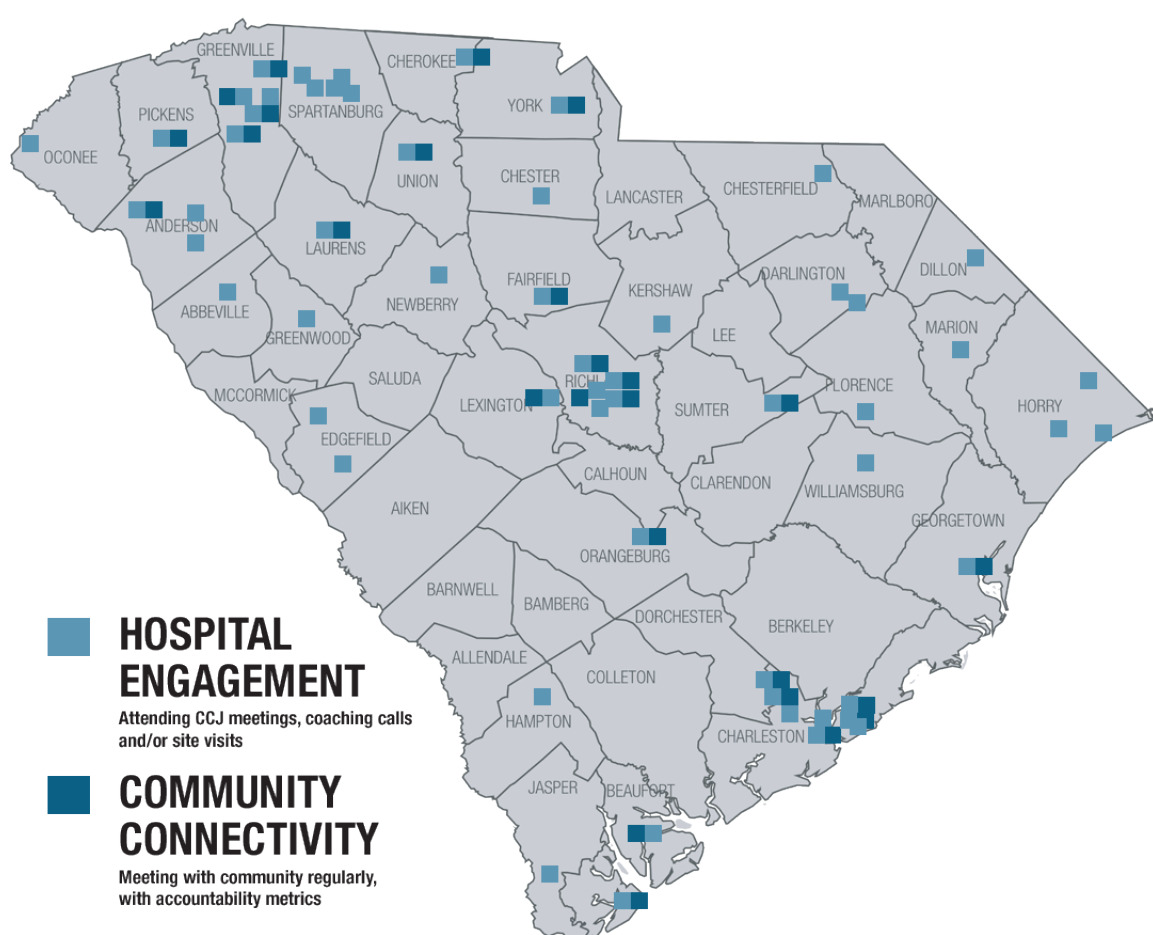 GREENVILLE
CHEROKEE
YORK
SPARTANBURG
PICKENS
OCONEE
UNION
CHESTER
LANCASTER
CHESTERFIELD
MARLBORO
ANDERSON
LAURENS
FAIRFIELD
KERSHAW
DARLINGTON
DILLON
ABBEVILLE
NEWBERRY
GREENWOOD
LEE
MARION
SALUDA
RICHL
FLORENCE
MCCORMICK
LEXINGTON
SUMTER
HORRY
EDGEFIELD
CALHOUN
CLARENDON
WILLIAMSBURG
AIKEN
GEORGETOWN
ORANGEBURG
BARNWELL
BAMBERG
DORCHESTER
BERKELEY
ALLENDALE
COLLETON
HAMPTON
CHARLESTON
JASPER
BEAUFORT
HOSPITAL
ENGAGEMENT
Attending CCJ meetings, coaching calls
and/or site visits
COMMUNITY
CONNECTIVITY
Meeting with community regularly,
with accountability metrics